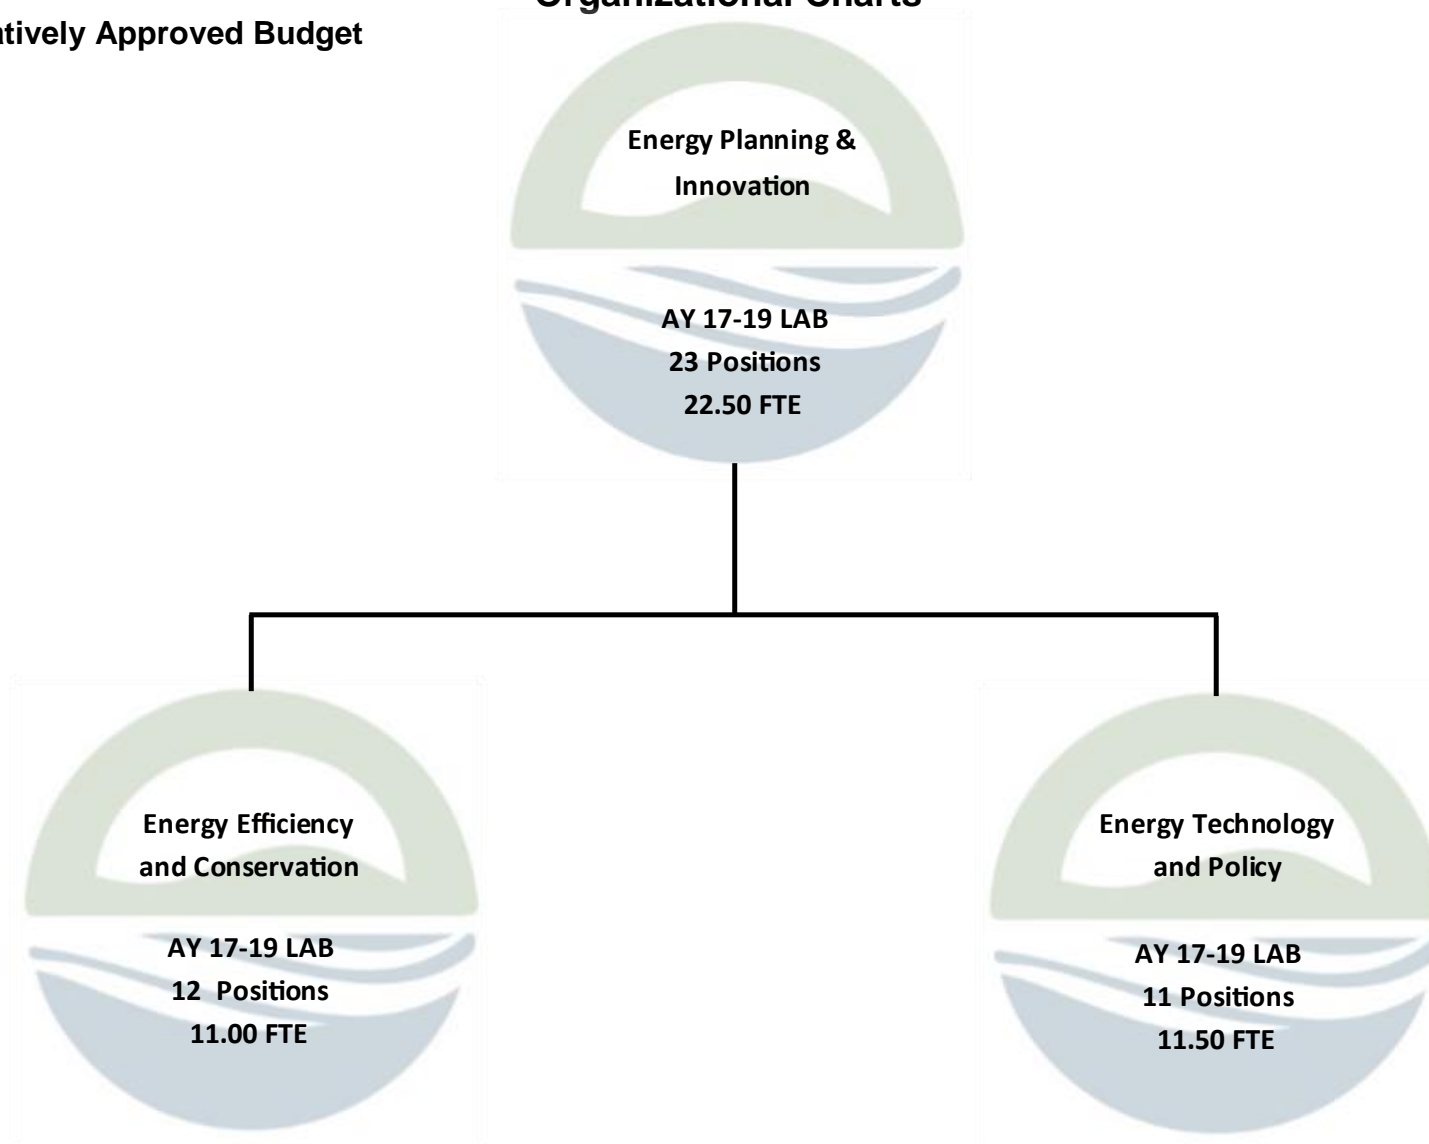 Organizational Charts
atively Approved Budget
Energy Planning &
Innovation
AY 17-19 LAB
23 Positions
22.50 FTE
Energy Efficiency
and Conservation
AY 17-19 LAB
12 Positions
11.00 FTE
Energy Technology
and Policy
AY 17-19 LAB
11 Positions
11.50 FTE